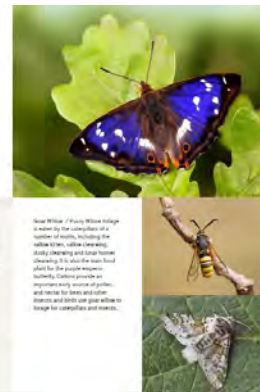 Goat Willow / Pussy Willow foliage
is eaten by the caterpillars of a
number of moths, including the
sallow kitten, sallow clearwing,
dusky clearwing and lunar hornet
clearwing. It is also the main food
plant for the purple emperor
butterfly. Catkins provide an
important early source of pollen
and nectar for bees and other
insects and birds use goat willow to
forage for caterpillars and insects.